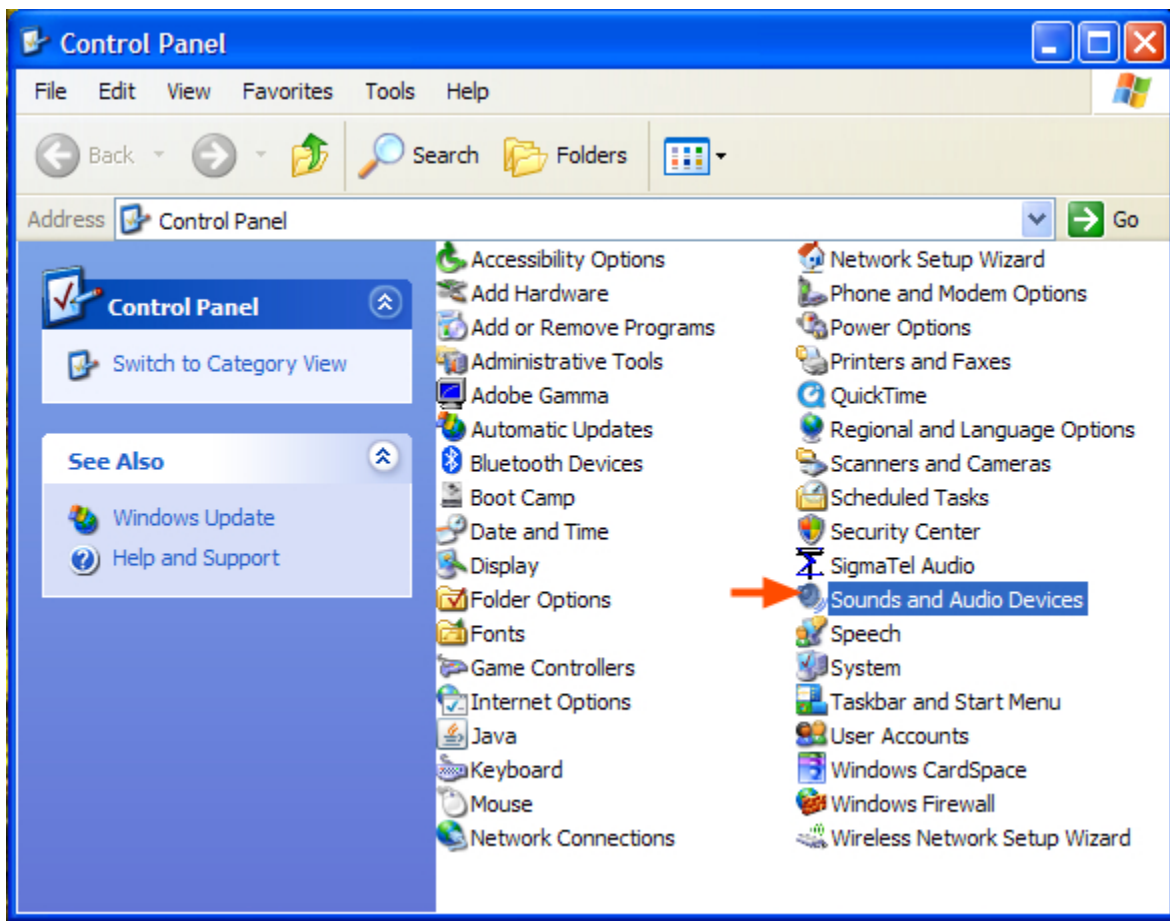 Control Panel
File Edit View Favorites Tools Help
Back Search Folders
Address Control Panel Go
Control Panel
Switch to Category View
See Also
Windows Update
Help and Support
Accessibility Options
Add Hardware
Add or Remove Programs
Administrative Tools
Adobe Gamma
Automatic Updates
Bluetooth Devices
Boot Camp
Date and Time
Display
Folder Options
Fonts
Game Controllers
Internet Options
Java
Keyboard
Mouse
Network Connections
Network Setup Wizard
Phone and Modem Options
Power Options
Printers and Faxes
QuickTime
Regional and Language Options
Scanners and Cameras
Scheduled Tasks
Security Center
SigmaTel Audio
Sounds and Audio Devices
Speech
System
Taskbar and Start Menu
User Accounts
Windows CardSpace
Windows Firewall
Wireless Network Setup Wizard